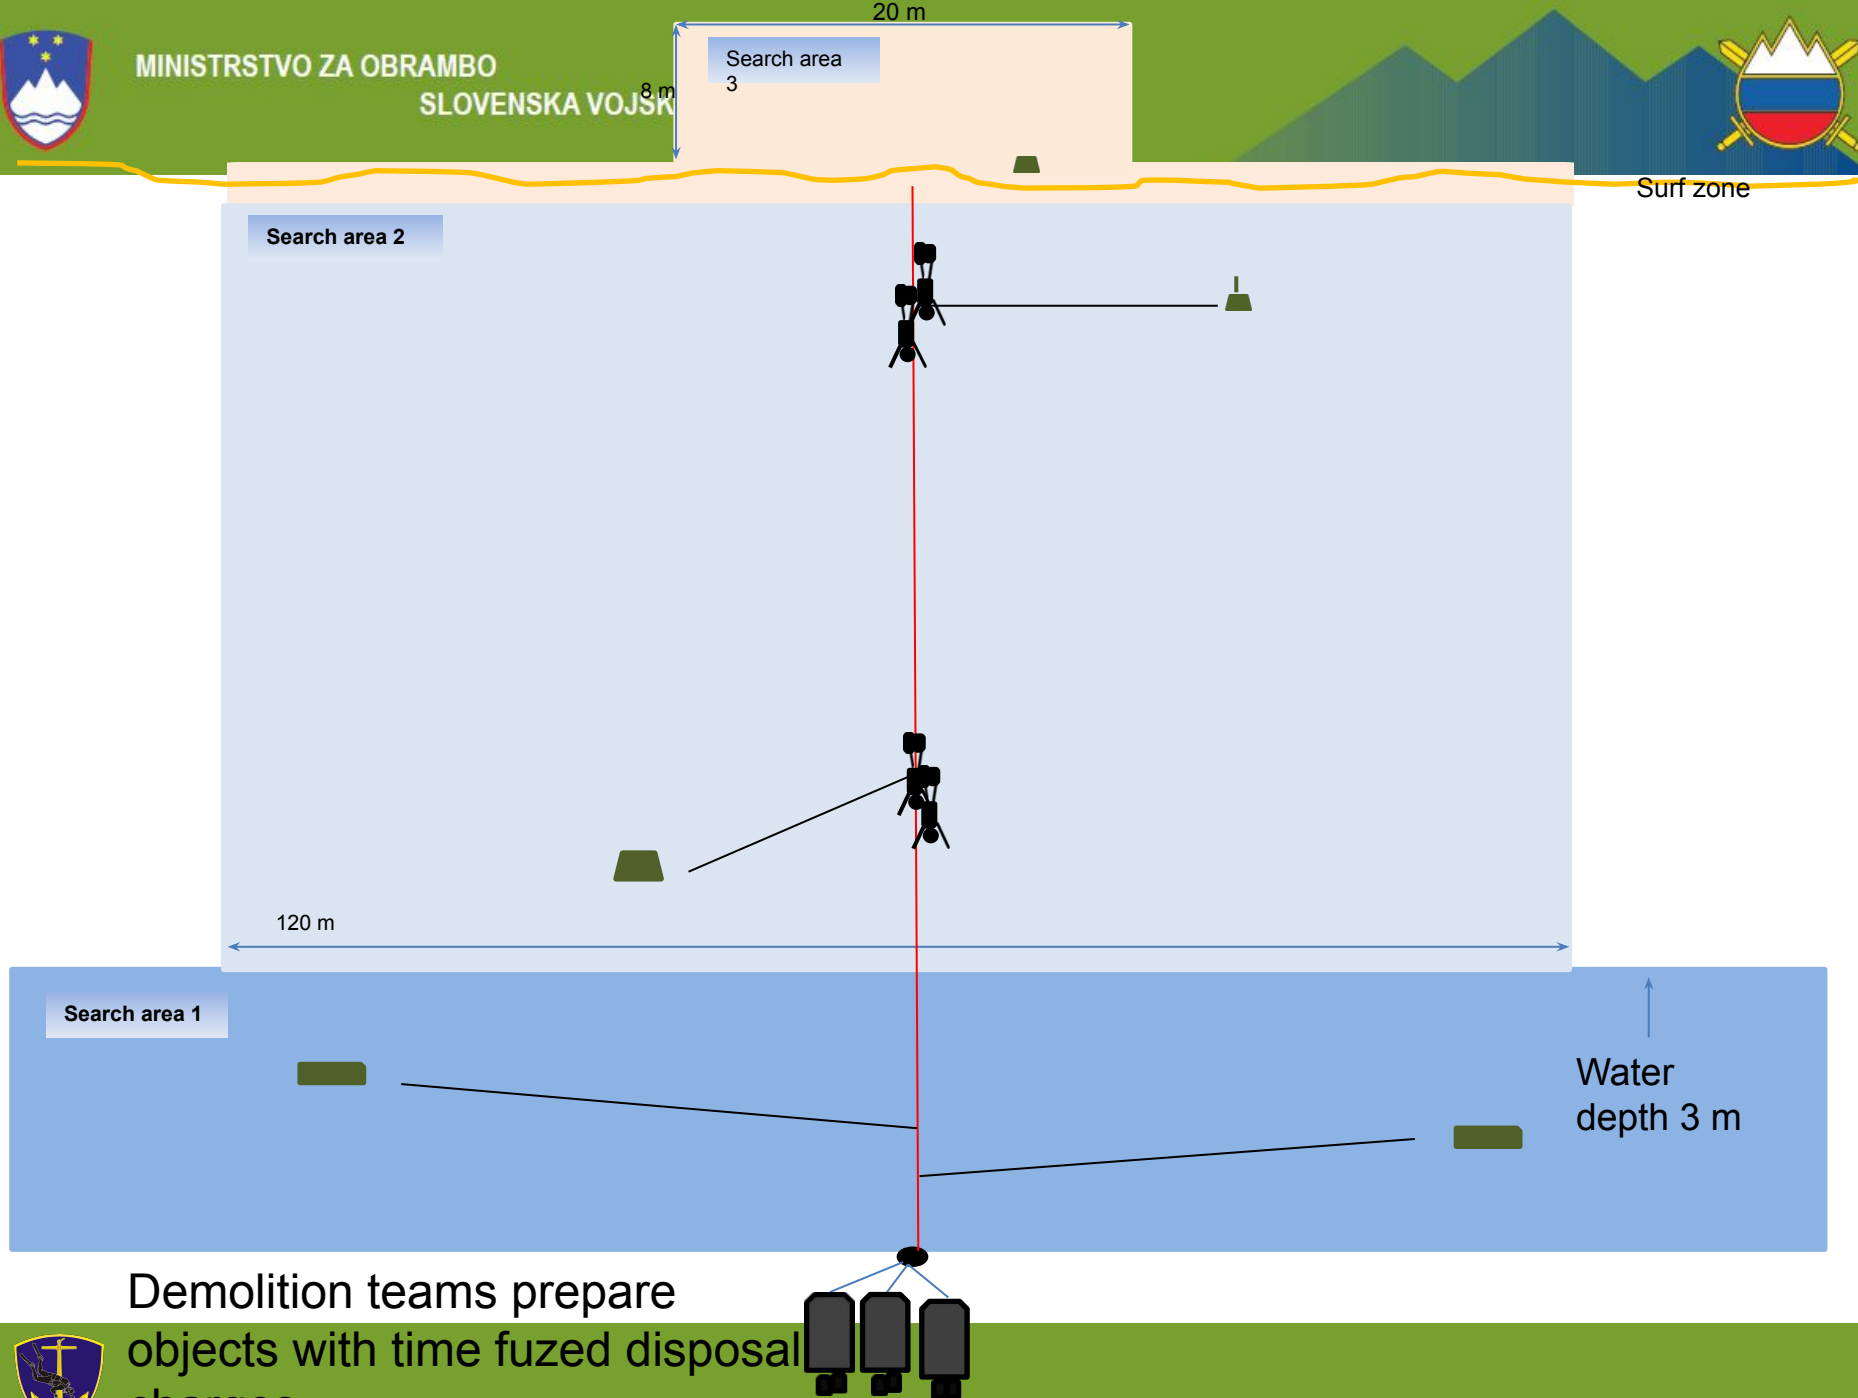 20 m
MINISTRSTVO ZA OBRAMBO
Search area
3
8 m
SLOVENSKA VOJSK
Surf zone
Search area 2
120 m
Search area 1
Water
depth 3 m
Demolition teams prepare
objects with time fuzed disposal